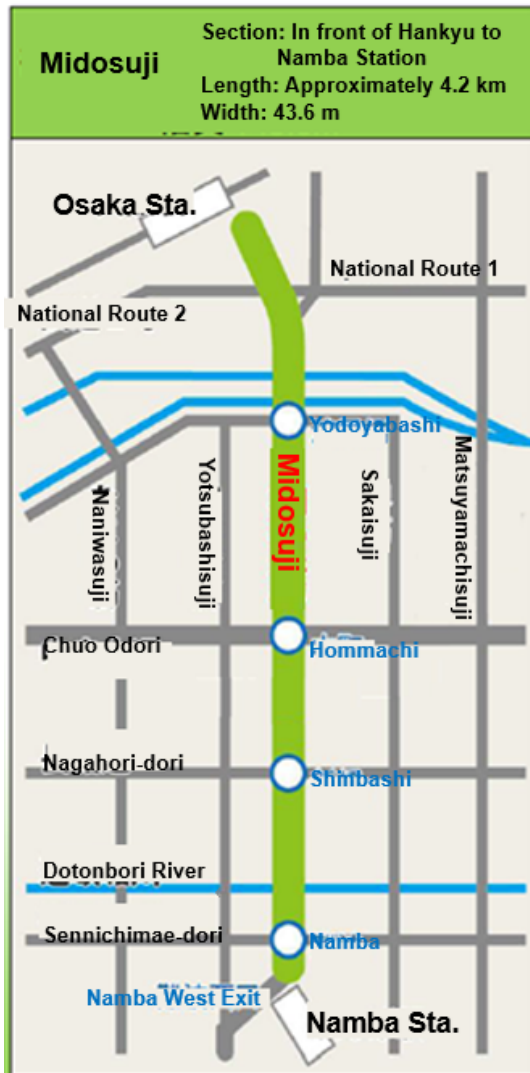 Midosuji
Section: In front of Hankyu to
Namba Station
Length: Approximately 4.2 km
Width: 43.6 m
Osaka Sta.
National Route 1
National Route 2
Yodoyabashi
Naniwasuji
Yotsubashisuji
Midosuji
Sakaisuji
Matsuyamachisuji
Chuo Odori
Hommachi
Nagahori-dori
Shinbashi
Dotonbori River
Sennichimae-dori
Namba
Namba West Exit
Namba Sta.